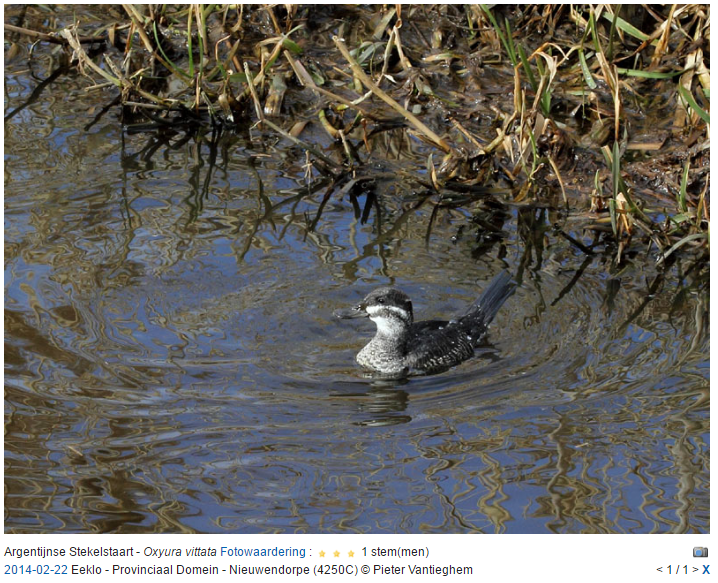 Argentijnse Stekelstaart - Oxyura vittata Fotowaardering : 1 stem(men)
2014-02-22 Eeklo - Provinciaal Domein - Nieuwendorpe (4250C) © Pieter Vantieghem < 1 / 1 > X